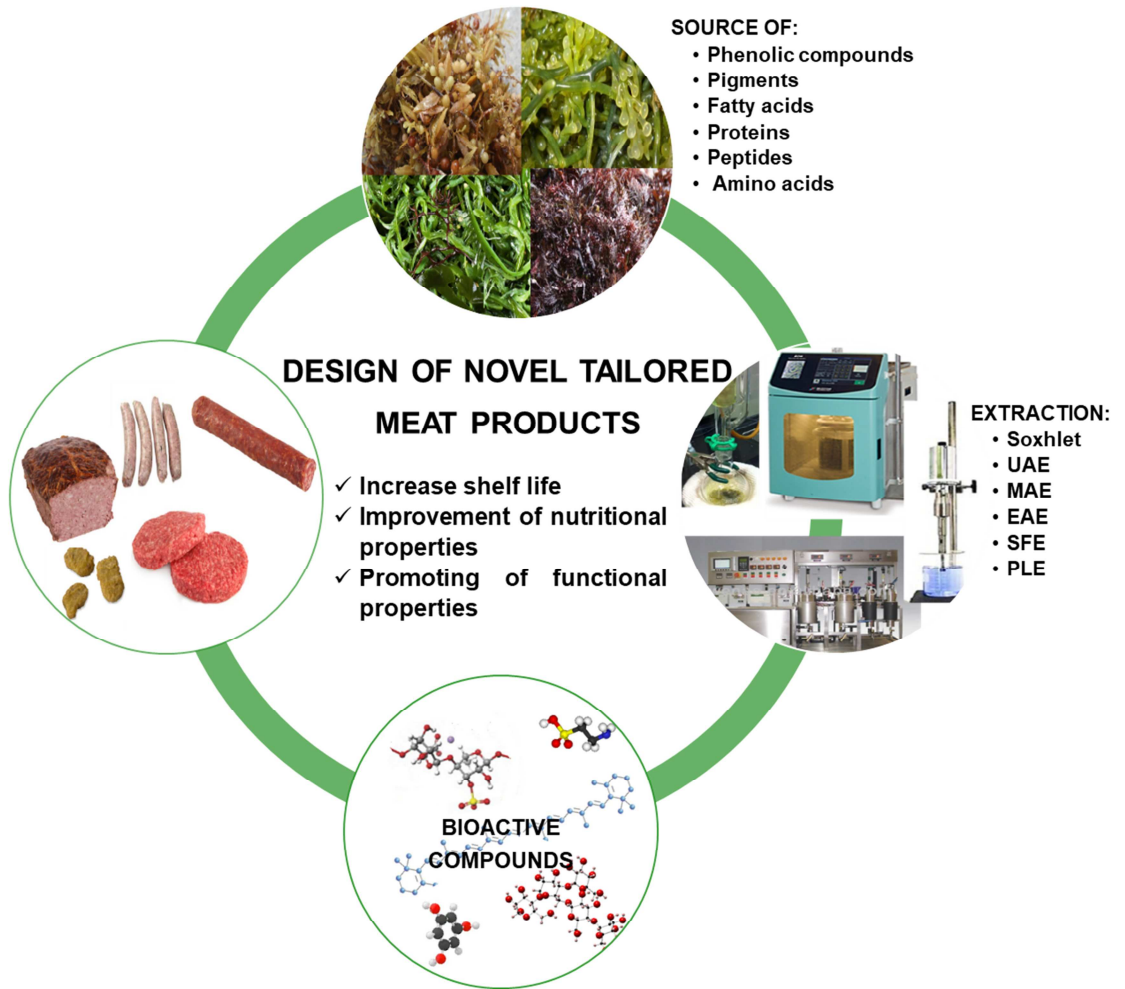 SOURCE OF:
• Phenolic compounds
• Pigments
• Fatty acids
• Proteins
• Peptides
• Amino acids
DESIGN OF NOVEL TAILORED
MEAT PRODUCTS
✓ Increase shelf life
✓ Improvement of nutritional
properties
✓ Promoting of functional
properties
EXTRACTION:
• Soxhlet
• UAE
• MAE
• EAE
• SFE
• PLE
BIOACTIVE
COMPOUNDS